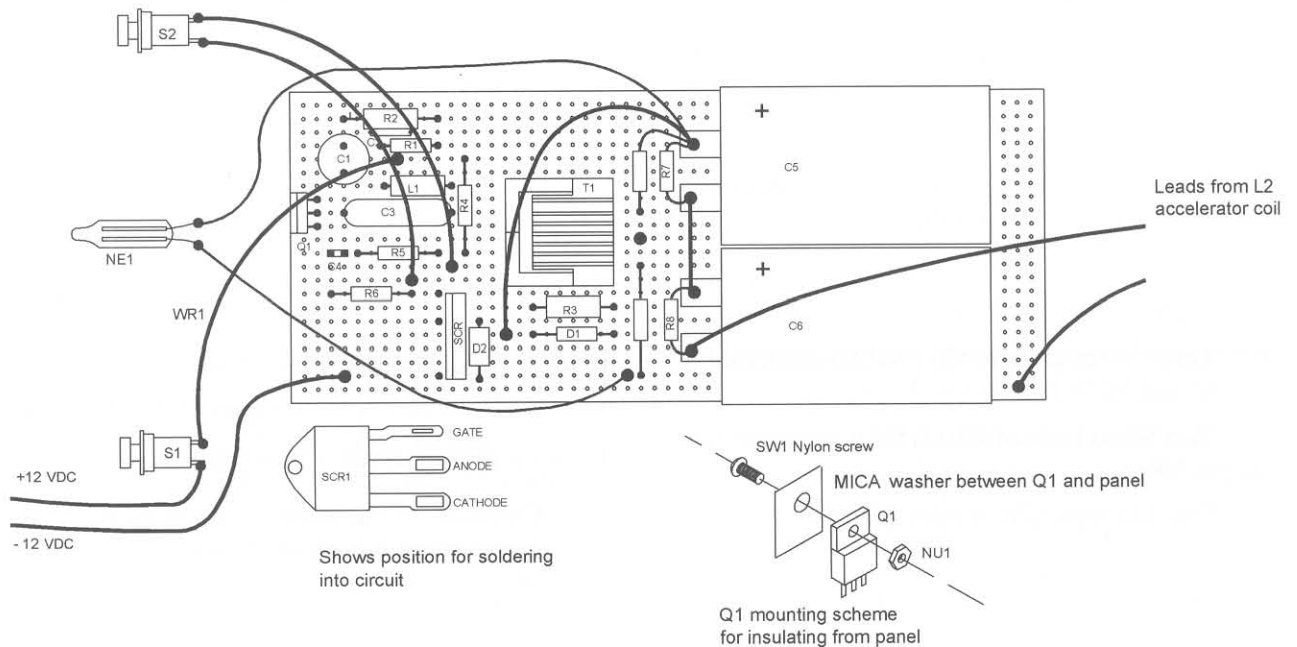 S2
+
R2
C
R1
C1
R7
C5
L1
R4
T1
C3
Leads from L2
accelerator coil
Q1
NE1
C4
R5
+
R6
WR1
R3
SCR
D2
D1
R8
C6
S1
GATE
SW1 Nylon screw
+12 VDC
SCR1
ANODE
MICA washer between Q1 and panel
CATHODE
Q1
- 12 VDC
NU1
Shows position for soldering
into circuit
Q1 mounting scheme
for insulating from panel